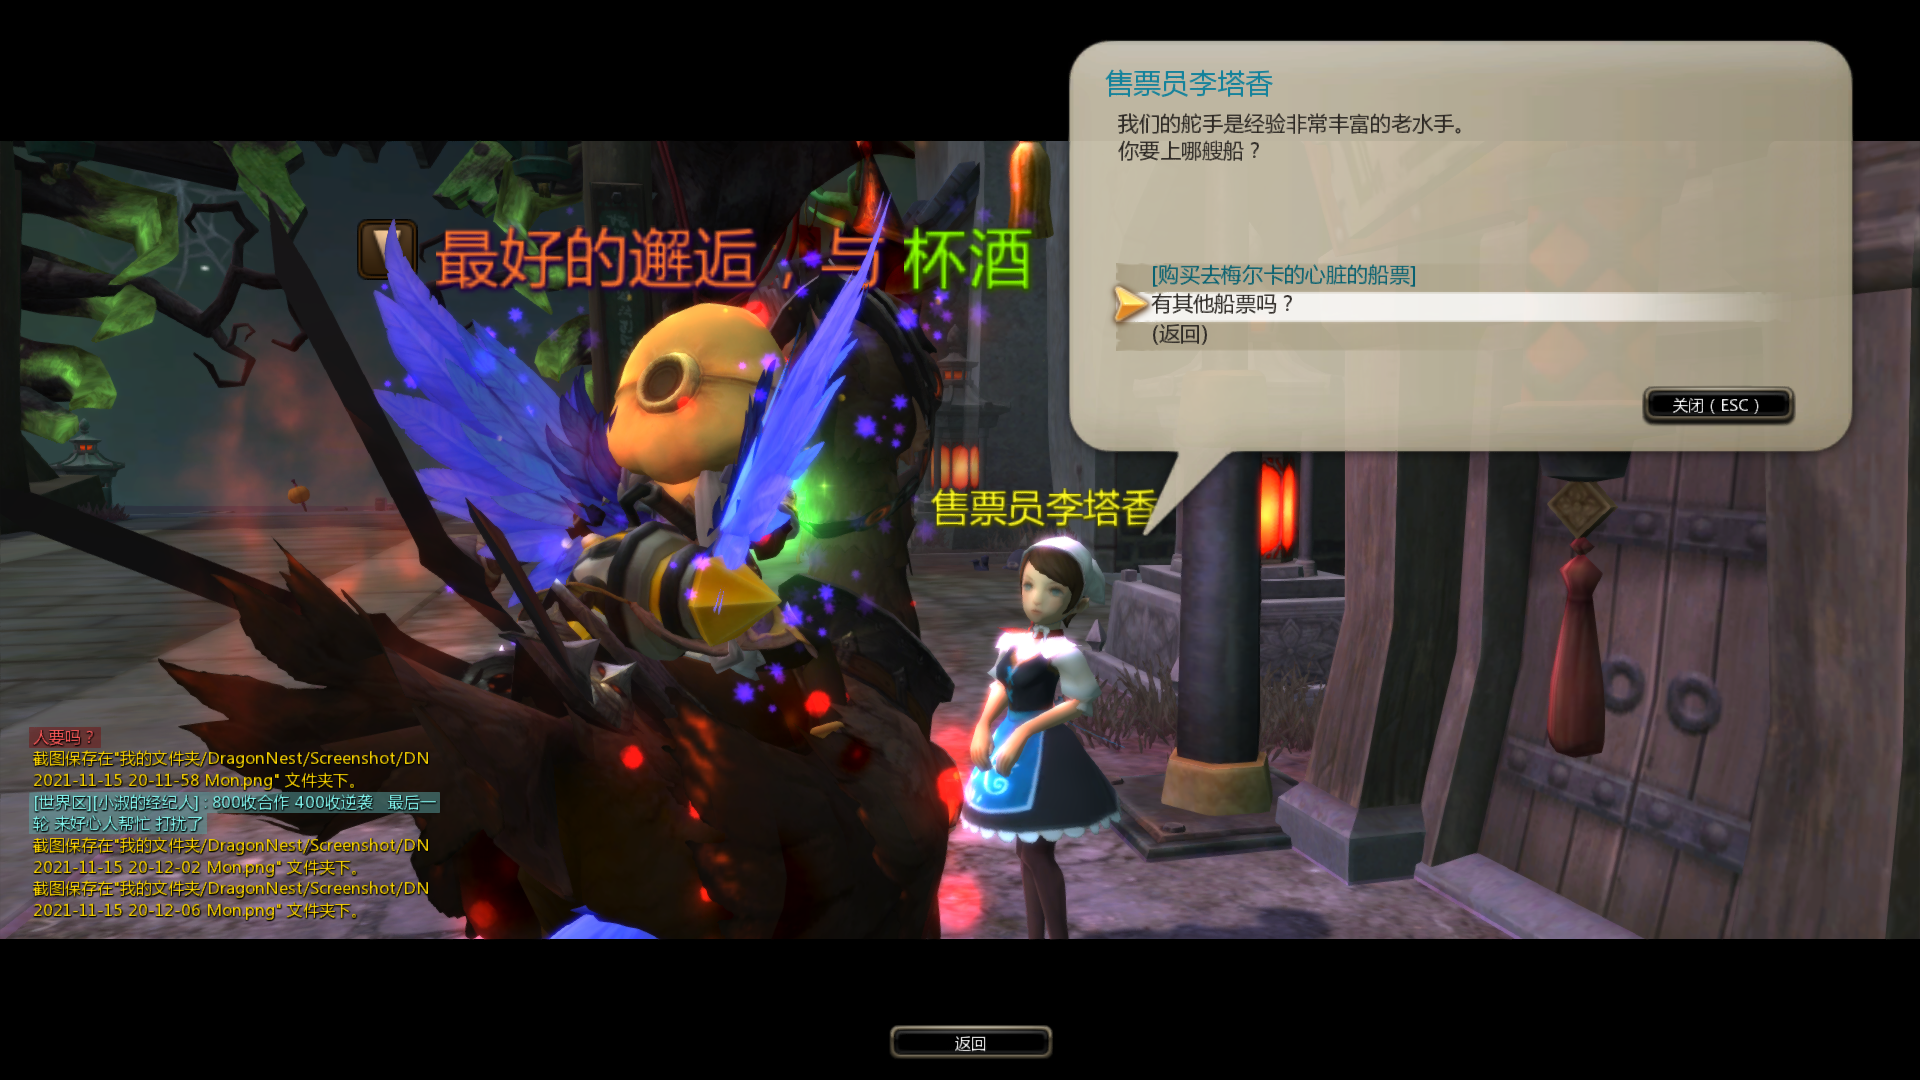 售票员李塔香
我们的舵手是经验非常丰富的老水手。
你要上哪艘船？
[购买去梅尔卡的心脏的船票]
有其他船票吗？
(返回)
关闭（ESC）
最好的邂逅，与 杯酒
售票员李塔香
人要吗？
截图保存在"我的文件夹/DragonNest/Screenshot/DN
2021-11-15 20-11-58 Mon.png" 文件夹下。
[世界区][小淑的经纪人] : 800收合作 400收逆袭 最后一
轮 来好心人帮忙 打扰了
截图保存在"我的文件夹/DragonNest/Screenshot/DN
2021-11-15 20-12-02 Mon.png" 文件夹下。
截图保存在"我的文件夹/DragonNest/Screenshot/DN
2021-11-15 20-12-06 Mon.png" 文件夹下。
返回